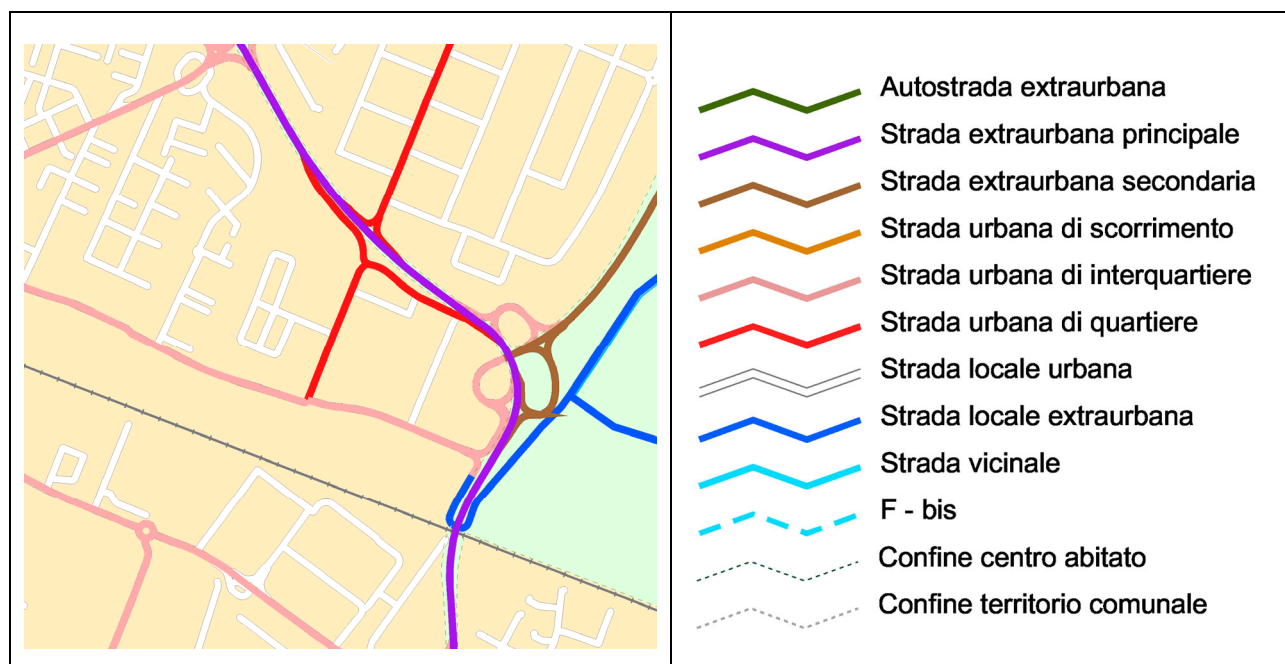 Autostrada extraurbana
Strada extraurbana principale
Strada extraurbana secondaria
Strada urbana di scorrimento
Strada urbana di interquartiere
Strada urbana di quartiere
Strada locale urbana
Strada locale extraurbana
Strada vicinale
F - bis
Confine centro abitato
Confine territorio comunale